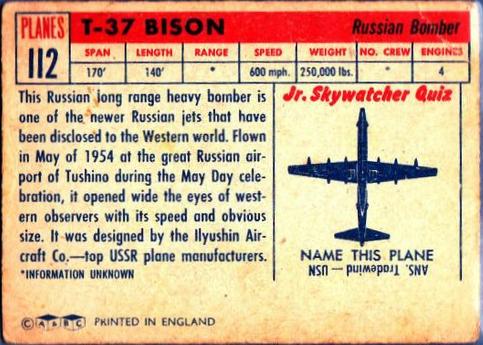 PLANES
112
T-37 BISON
Russian Bomber
SPAN LENGTH RANGE SPEED WEIGHT NO. CREW ENGINES
170' 140' * 600 mph. 250,000 lbs. * 4
This Russian long range heavy bomber is
one of the newer Russian jets that have
been disclosed to the Western world. Flown
in May of 1954 at the great Russian air-
port of Tushino during the May Day cele-
bration, it opened wide the eyes of west-
ern observers with its speed and obvious
size. It was designed by the Ilyushin Air-
craft Co.—top USSR plane manufacturers.
*INFORMATION UNKNOWN
Jr. Skywatcher Quiz
NAME THIS PLANE
ANS. Tradewind
— USN —
© A&BC PRINTED IN ENGLAND